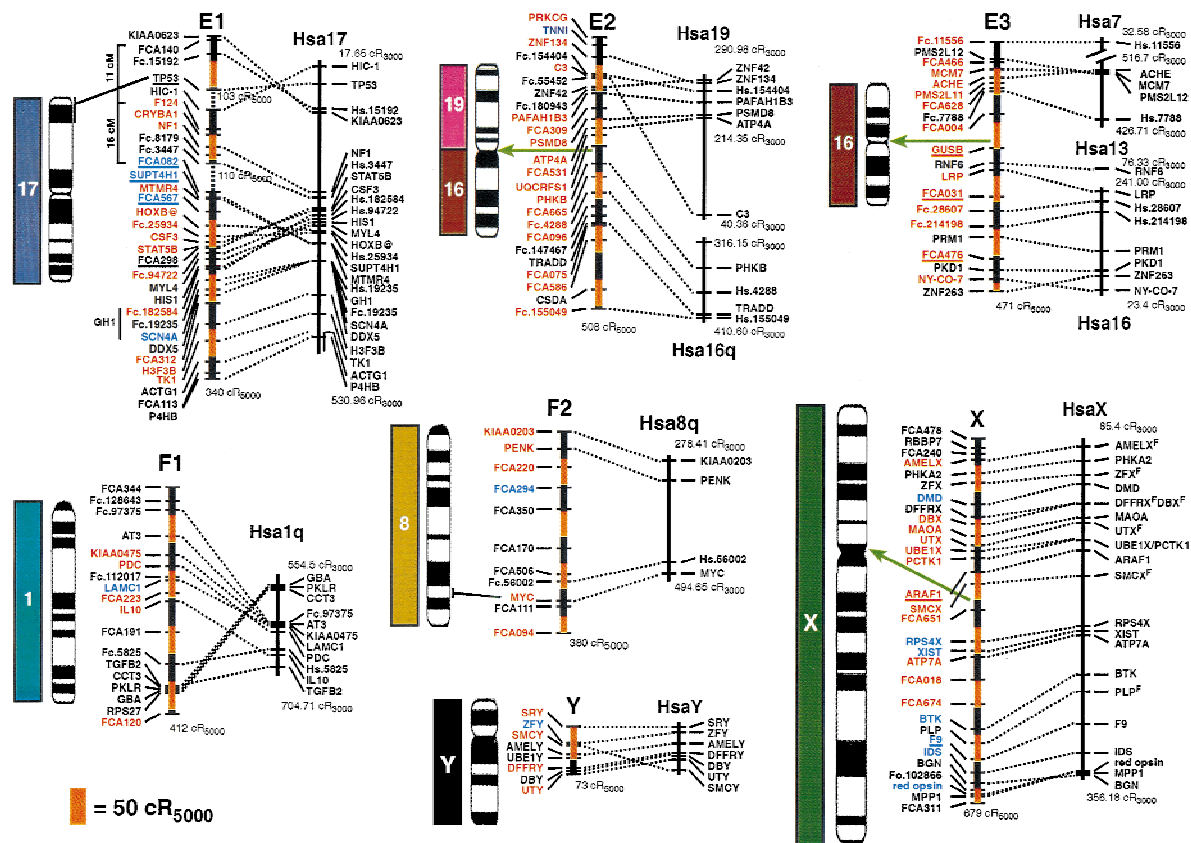 E1
Hsa17
KIAA0623
FCA140
Fc.15192
TP53
HIC-1
F124
CRYBA1
NF1
Fc.8179
Fc.3447
FCA082
SUPT4H1
MTMR4
FCA567
HOXB@
Fc.25934
CSF3
STAT5B
FCA298
Fc.94722
MYL4
HIS1
Fc.182584
Fc.19235
SCN4A
DDX5
FCA312
H3F3B
TK1
ACTG1
FCA113
P4HB
GH1
11 cM
16 cM
17
103 cR5000
110 cR5000
340 cR5000
17.65 cR3000
HIC-1
TP53
Hs.15192
KIAA0623
NF1
Hs.3447
STAT5B
CSF3
Hs.182584
Hs.94722
HIS1
MYL4
HOXB@
Hs.25934
SUPT4H1
MTMR4
Hs.19235
GH1
Fc.19235
SCN4A
DDX5
H3F3B
TK1
ACTG1
P4HB
530.96 cR3000
E2
Hsa19
PRKCG
TNNI
ZNF134
Fc.154404
C3
Fc.55452
ZNF42
Fc.180943
PAFAH1B3
FCA309
PSMD8
ATP4A
FCA531
UQCRFS1
PHKB
FCA665
Fc.4288
FCA096
Fc.147467
TRADD
FCA075
FCA586
CSDA
Fc.155049
19
16
508 cR5000
290.98 cR3000
ZNF42
ZNF134
Hs.154404
PAFAH1B3
PSMD8
ATP4A
214.35 cR3000
C3
40.36 cR3000
316.15 cR3000
PHKB
Hs.4288
TRADD
Hs.155049
410.60 cR3000
Hsa16q
E3
Hsa7
Fc.11556
PMS2L12
FCA466
MCM7
ACHE
PMS2L11
FCA628
Fc.7788
FCA004
GUSB
RNF6
LRP
FCA031
Fc.28607
Fc.214198
PRM1
FCA476
PKD1
NY-CO-7
ZNF263
16
471 cR5000
32.58 cR3000
Hs.11556
516.7 cR3000
ACHE
MCM7
PMS2L12
Hs.7788
426.71 cR3000
Hsa13
76.33 cR3000
RNF6
241.00 cR3000
LRP
Hs.28607
Hs.214198
PRM1
PKD1
ZNF263
NY-CO-7
23.4 cR3000
Hsa16
F1
Hsa1q
FCA344
Fc.128643
Fc.97375
AT3
KIAA0475
PDC
Fc.112017
LAMC1
FCA223
IL10
FCA191
Fc.5825
TGFB2
CCT3
PKLR
GBA
RPS27
FCA120
1
412 cR5000
554.5 cR3000
GBA
PKLR
CCT3
Fc.97375
AT3
KIAA0475
LAMC1
PDC
Hs.5825
IL10
TGFB2
704.71 cR3000
= 50 cR5000
F2
Hsa8q
KIAA0203
PENK
FCA220
FCA294
FCA350
FCA170
FCA506
Fc.56002
MYC
FCA111
FCA094
8
380 cR5000
278.41 cR3000
KIAA0203
PENK
Hs.56002
MYC
494.65 cR3000
Y
HsaY
SRY
ZFY
SMCY
AMELY
UBE1Y
DFFRY
DBY
UTY
Y
73 cR5000
SRY
ZFY
AMELY
DFFRY
DBY
UTY
SMCY
X
HsaX
FCA478
RBBP7
FCA240
AMELX
PHKA2
ZFX
DMD
DFFRX
DBX
MAOA
UTX
UBE1X
PCTK1
ARAF1
SMCX
FCA651
RPS4X
XIST
ATP7A
FCA018
FCA674
BTK
PLP
F9
IDS
BGN
Fc.102866
red opsin
MPP1
FCA311
X
679 cR5000
65.4 cR3000
AMELXF
PHKA2
ZFXF
DMD
DFFRXFDBXF
MAOA
UTXF
UBE1X/PCTK1
ARAF1
SMCXF
RPS4X
XIST
ATP7A
BTK
PLPF
F9
IDS
red opsin
MPP1
BGN
356.18 cR3000